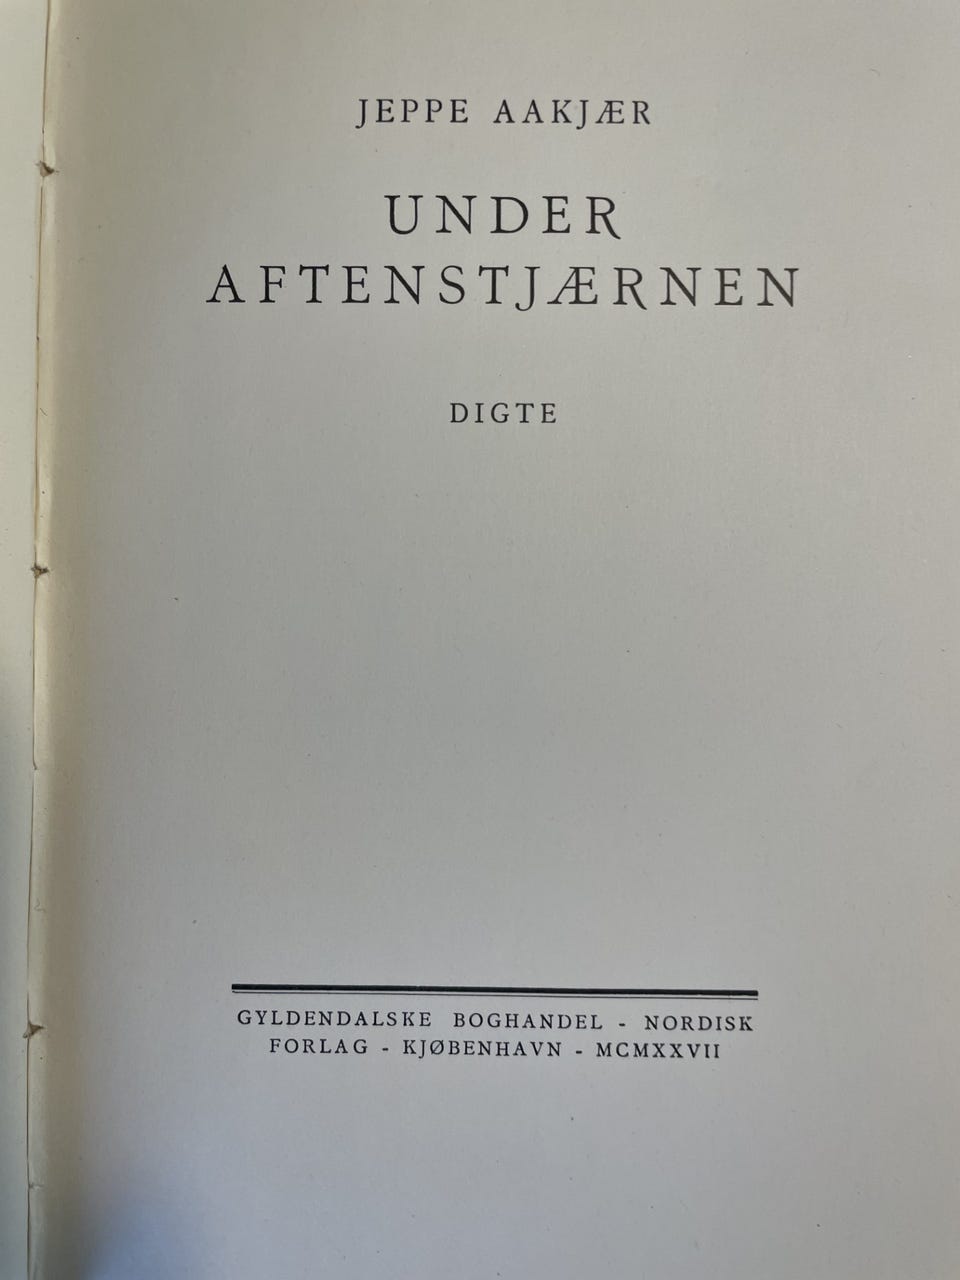 JEPPE AAKJÆR
UNDER
AFTENSTJÆRNEN
DIGTE
GYLDENDALSKE BOGHANDEL - NORDISK
FORLAG - KJØBENHAVN - MCMXXVII